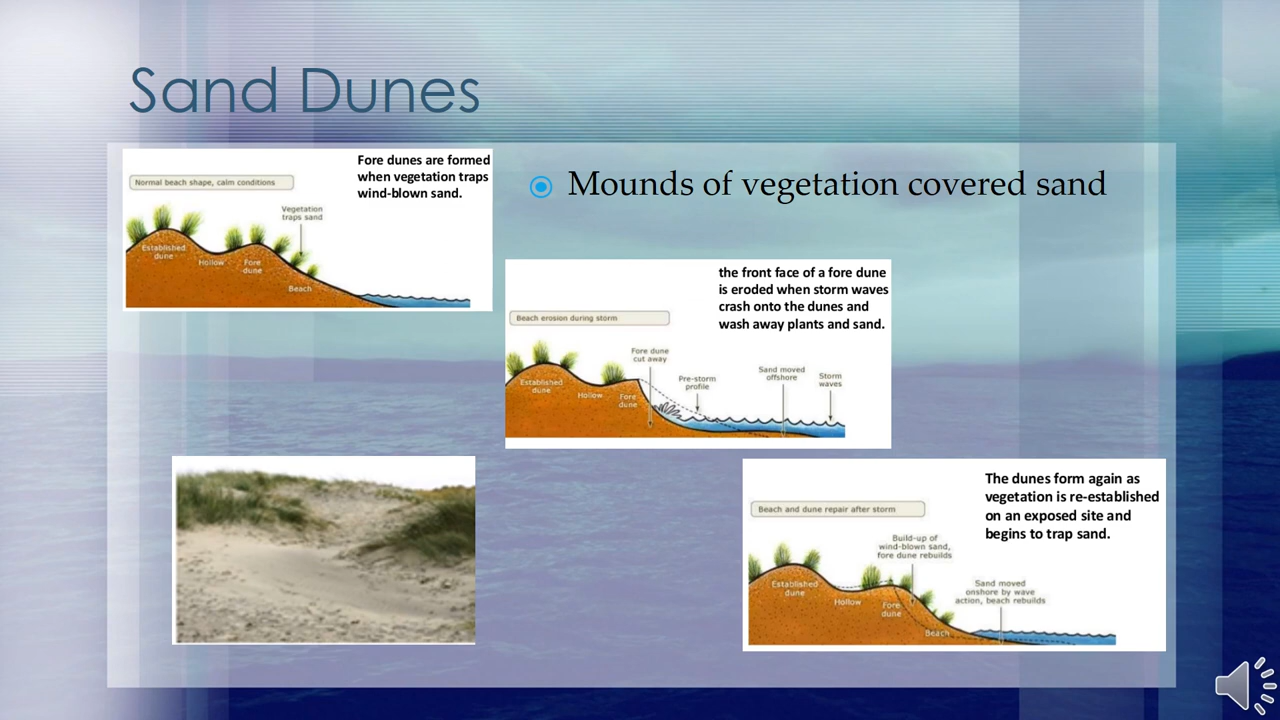 Sand Dunes
Fore dunes are formed
when vegetation traps
wind-blown sand.
Normal beach shape, calm conditions
Vegetation
traps sand
Established
dune
Hollow
Fore
dune
Beach
Mounds of vegetation covered sand
the front face of a fore dune
is eroded when storm waves
crash onto the dunes and
wash away plants and sand.
Beach erosion during storm
Fore dune
cut away
Pre-storm
profile
Sand moved
offshore
Storm
waves
Established
dune
Hollow
Fore
dune
The dunes form again as
vegetation is re-established
on an exposed site and
begins to trap sand.
Beach and dune repair after storm
Build-up of
wind-blown sand,
fore dune rebuilds
Sand moved
onshore by wave
action, beach rebuilds
Established
dune
Hollow
Fore
dune
Beach